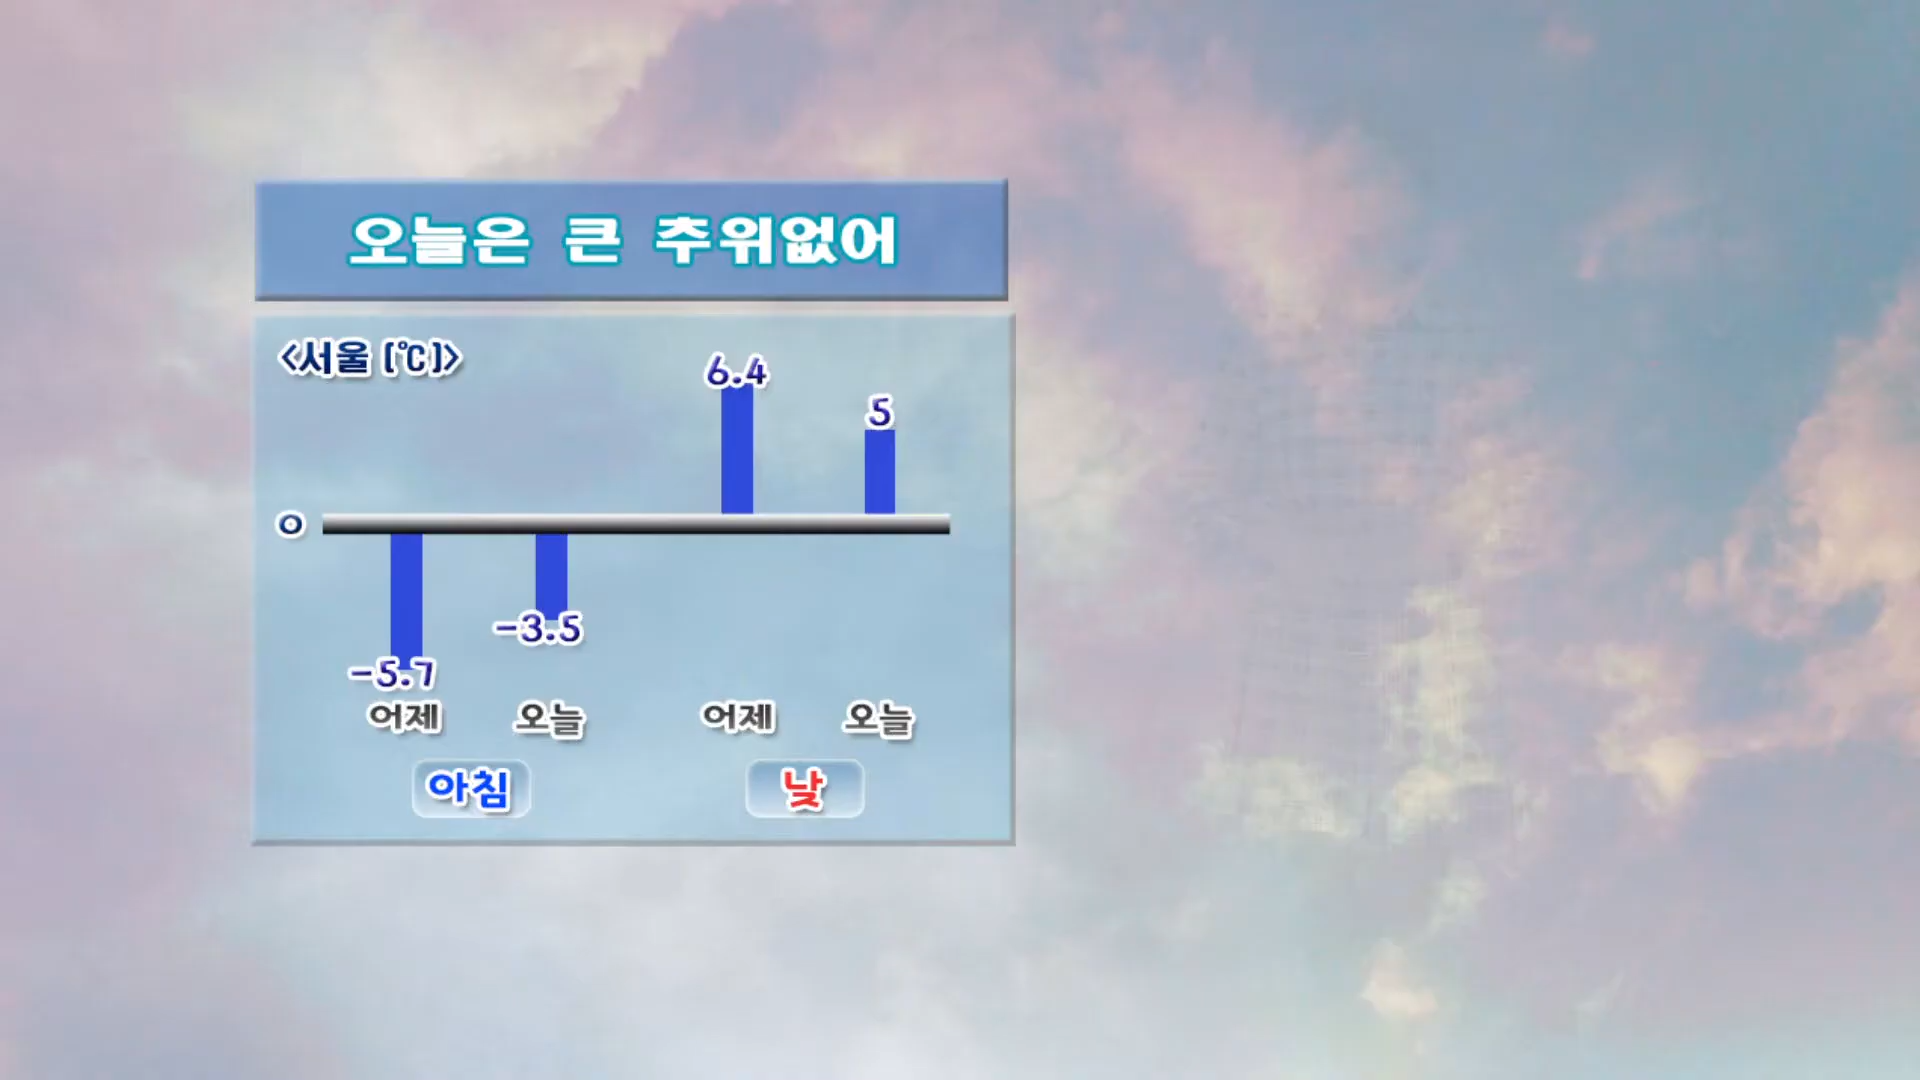 오늘은 큰 추위없어
<서울 (℃)>
6.4
5
0
-3.5
-5.7
어제 오늘 어제 오늘
아침 낮